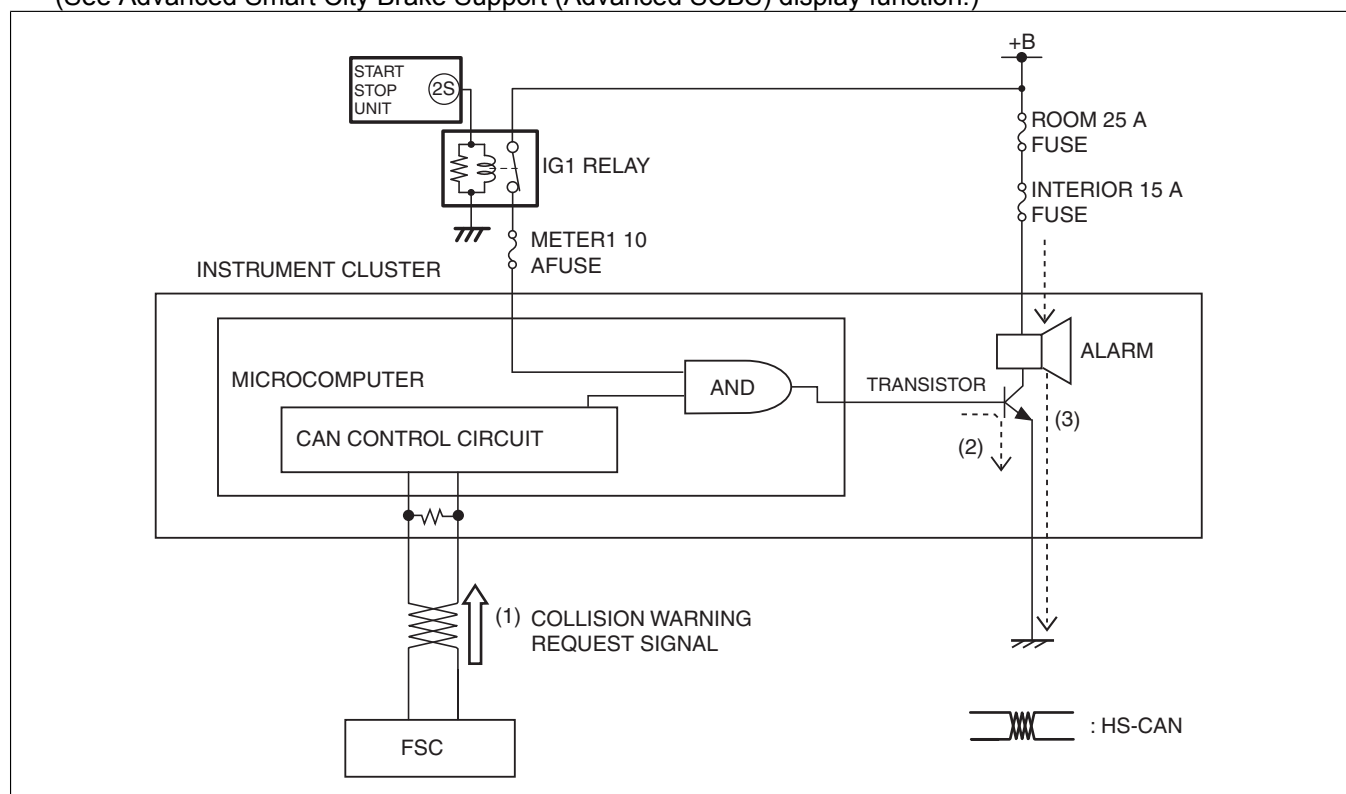 (See Advanced Smart City Brake Support (Advanced SCBS) display function.)
+B
START
STOP
UNIT
2S
ROOM 25 A
FUSE
IG1 RELAY
INTERIOR 15 A
FUSE
METER1 10
AFUSE
INSTRUMENT CLUSTER
ALARM
MICROCOMPUTER
AND
TRANSISTOR
CAN CONTROL CIRCUIT
(2)
(3)
(1) COLLISION WARNING
REQUEST SIGNAL
FSC
: HS-CAN